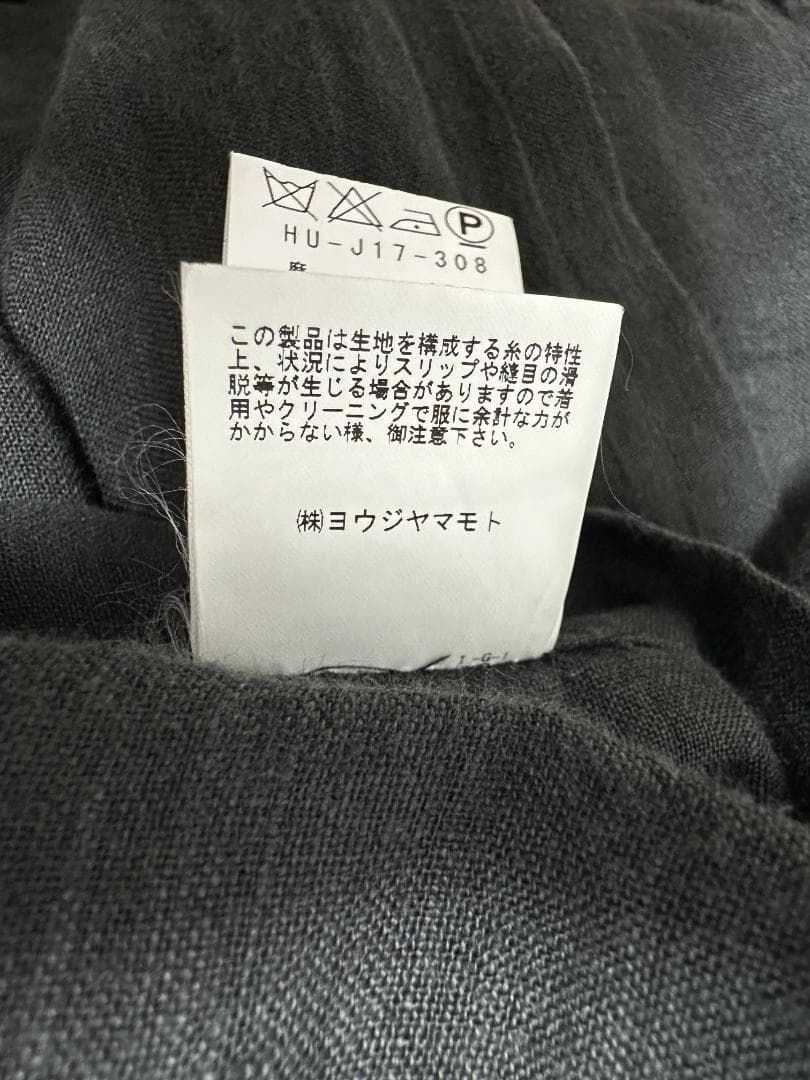 P
HU-J17-308
この製品は生地を構成する糸の特性
上、状況によりスリップや縫目の滑
脱等が生じる場合がありますので着
用やクリーニングで服に余計な力が
かからない様、御注意下さい。
㈱ヨウジヤマモト